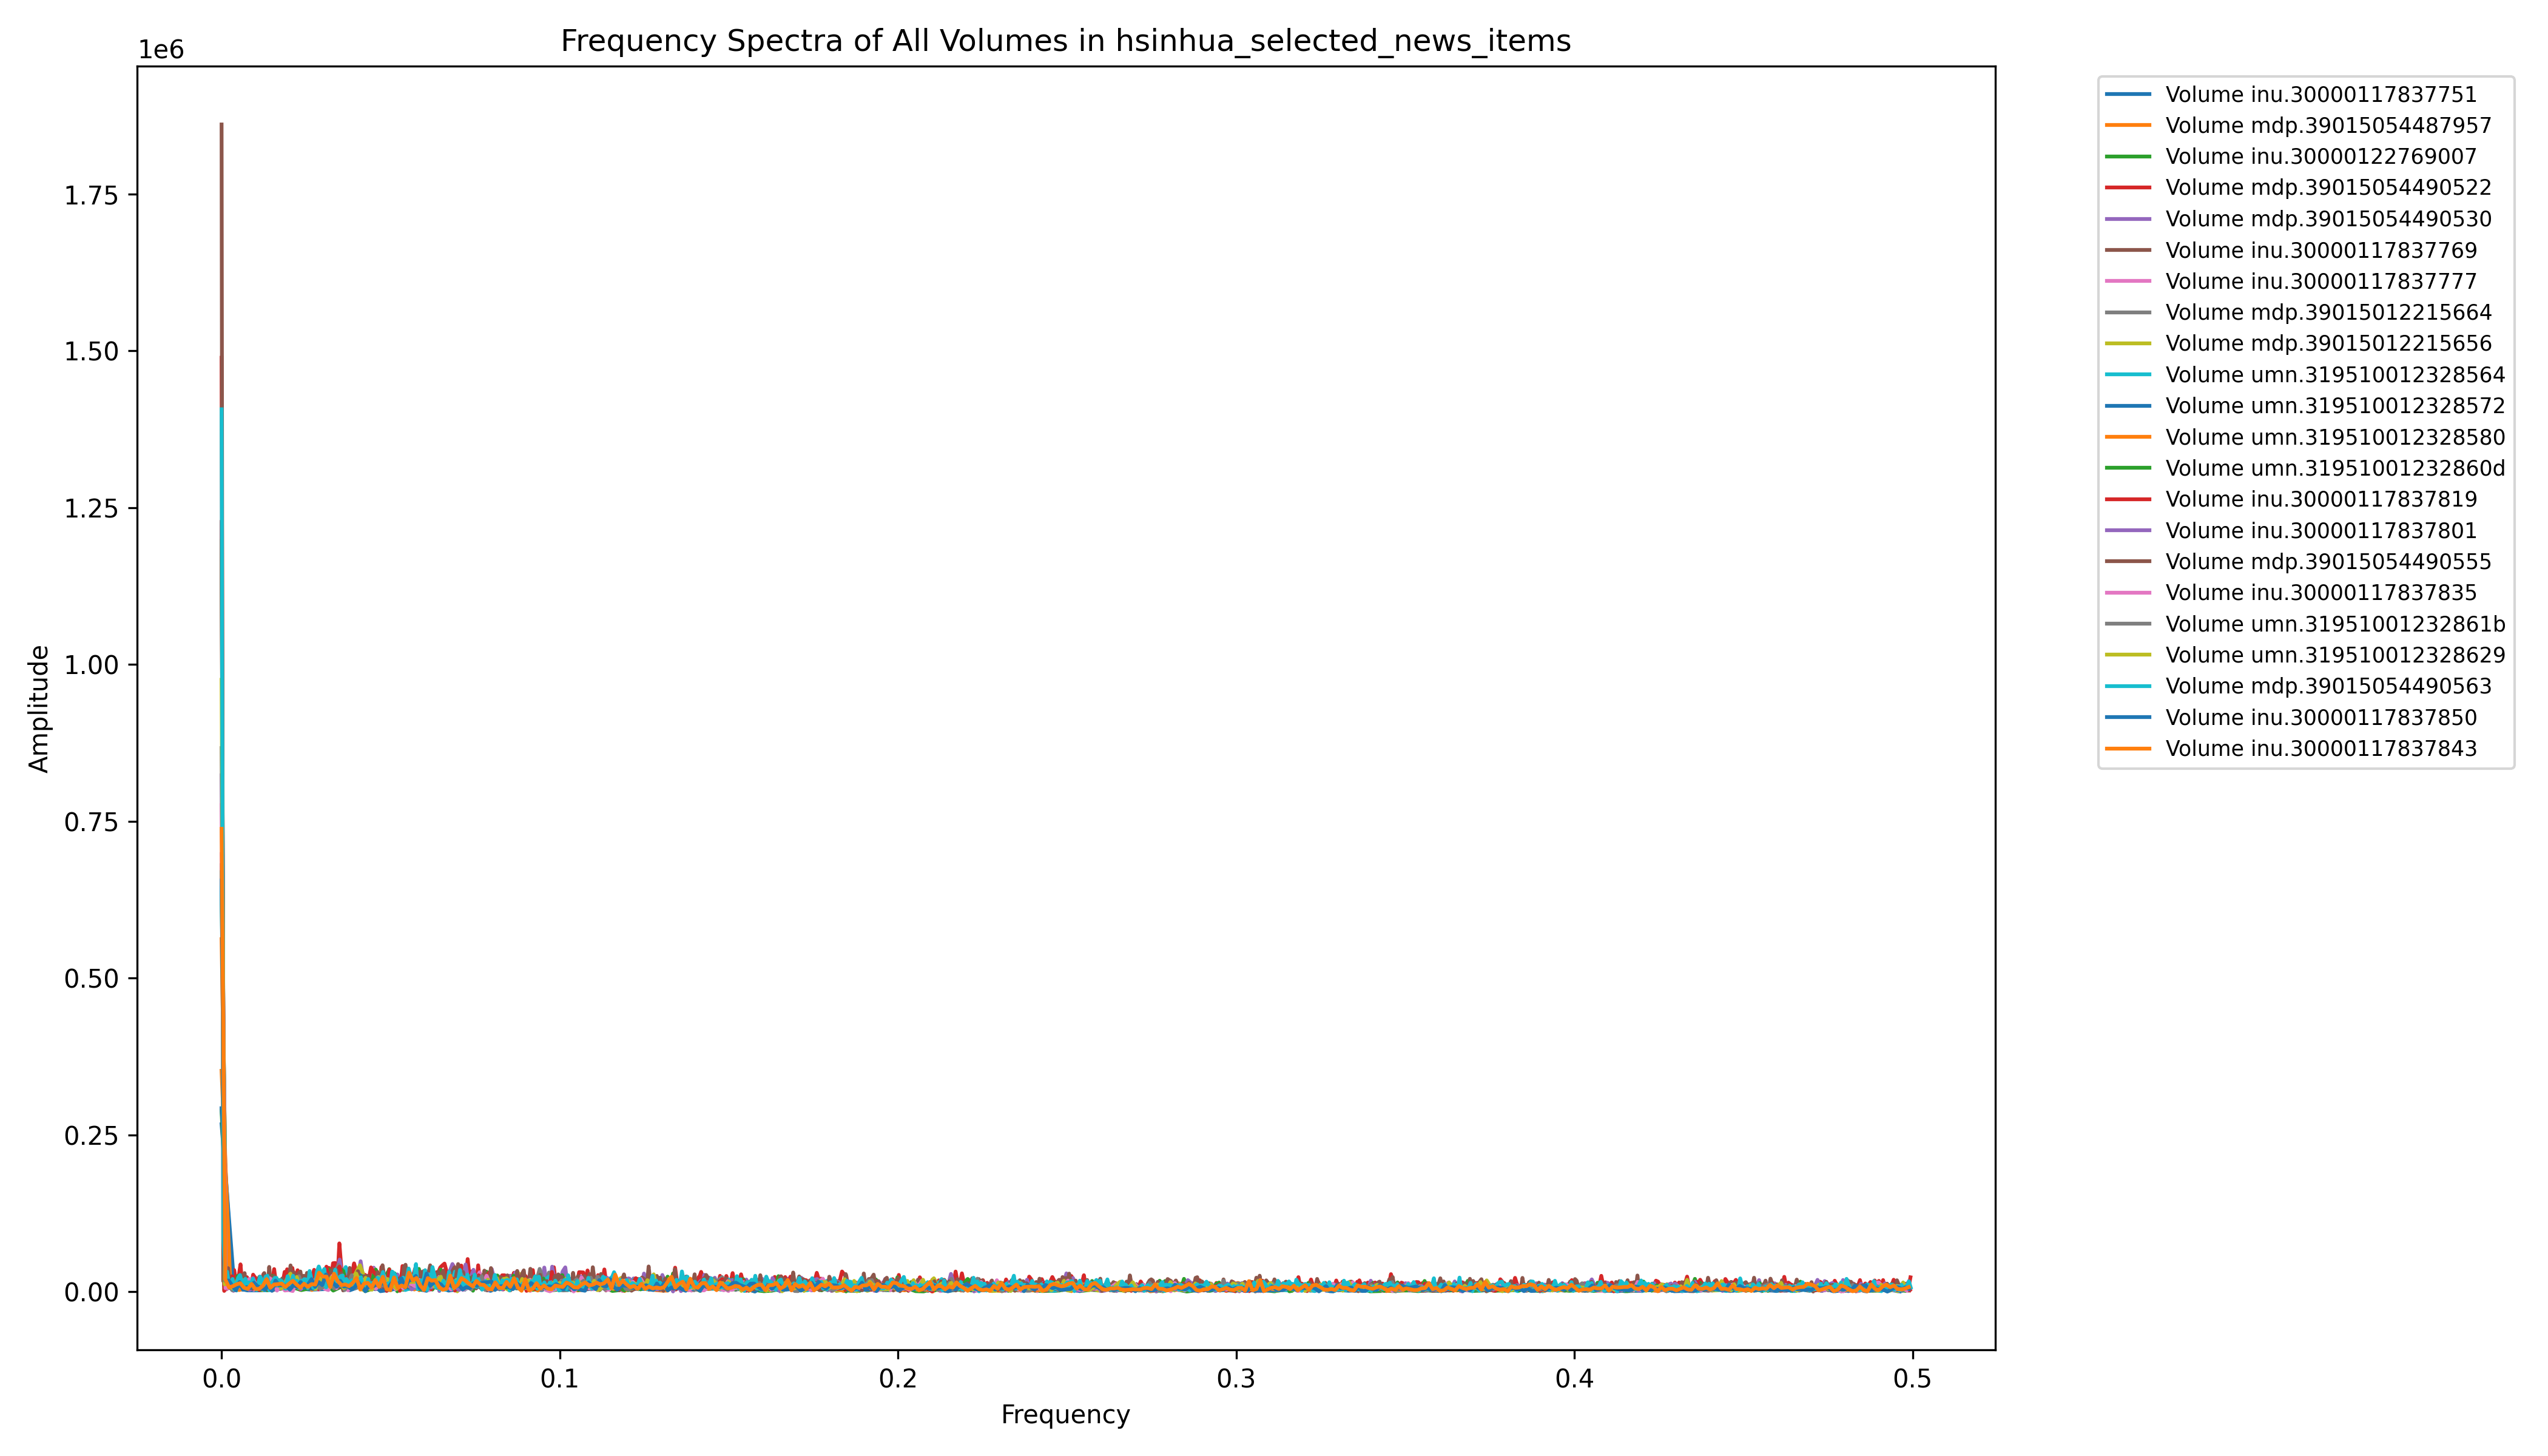 Frequency Spectra of All Volumes in hsinhua_selected_news_items
1e6
1.75
1.50
1.25
1.00
0.75
0.50
0.25
0.00
Amplitude
0.0 0.1 0.2 0.3 0.4 0.5
Frequency
Volume inu.30000117837751
Volume mdp.39015054487957
Volume inu.30000122769007
Volume mdp.39015054490522
Volume mdp.39015054490530
Volume inu.30000117837769
Volume inu.30000117837777
Volume mdp.39015012215664
Volume mdp.39015012215656
Volume umn.319510012328564
Volume umn.319510012328572
Volume umn.319510012328580
Volume umn.31951001232860d
Volume inu.30000117837819
Volume inu.30000117837801
Volume mdp.39015054490555
Volume inu.30000117837835
Volume umn.31951001232861b
Volume umn.319510012328629
Volume mdp.39015054490563
Volume inu.30000117837850
Volume inu.30000117837843